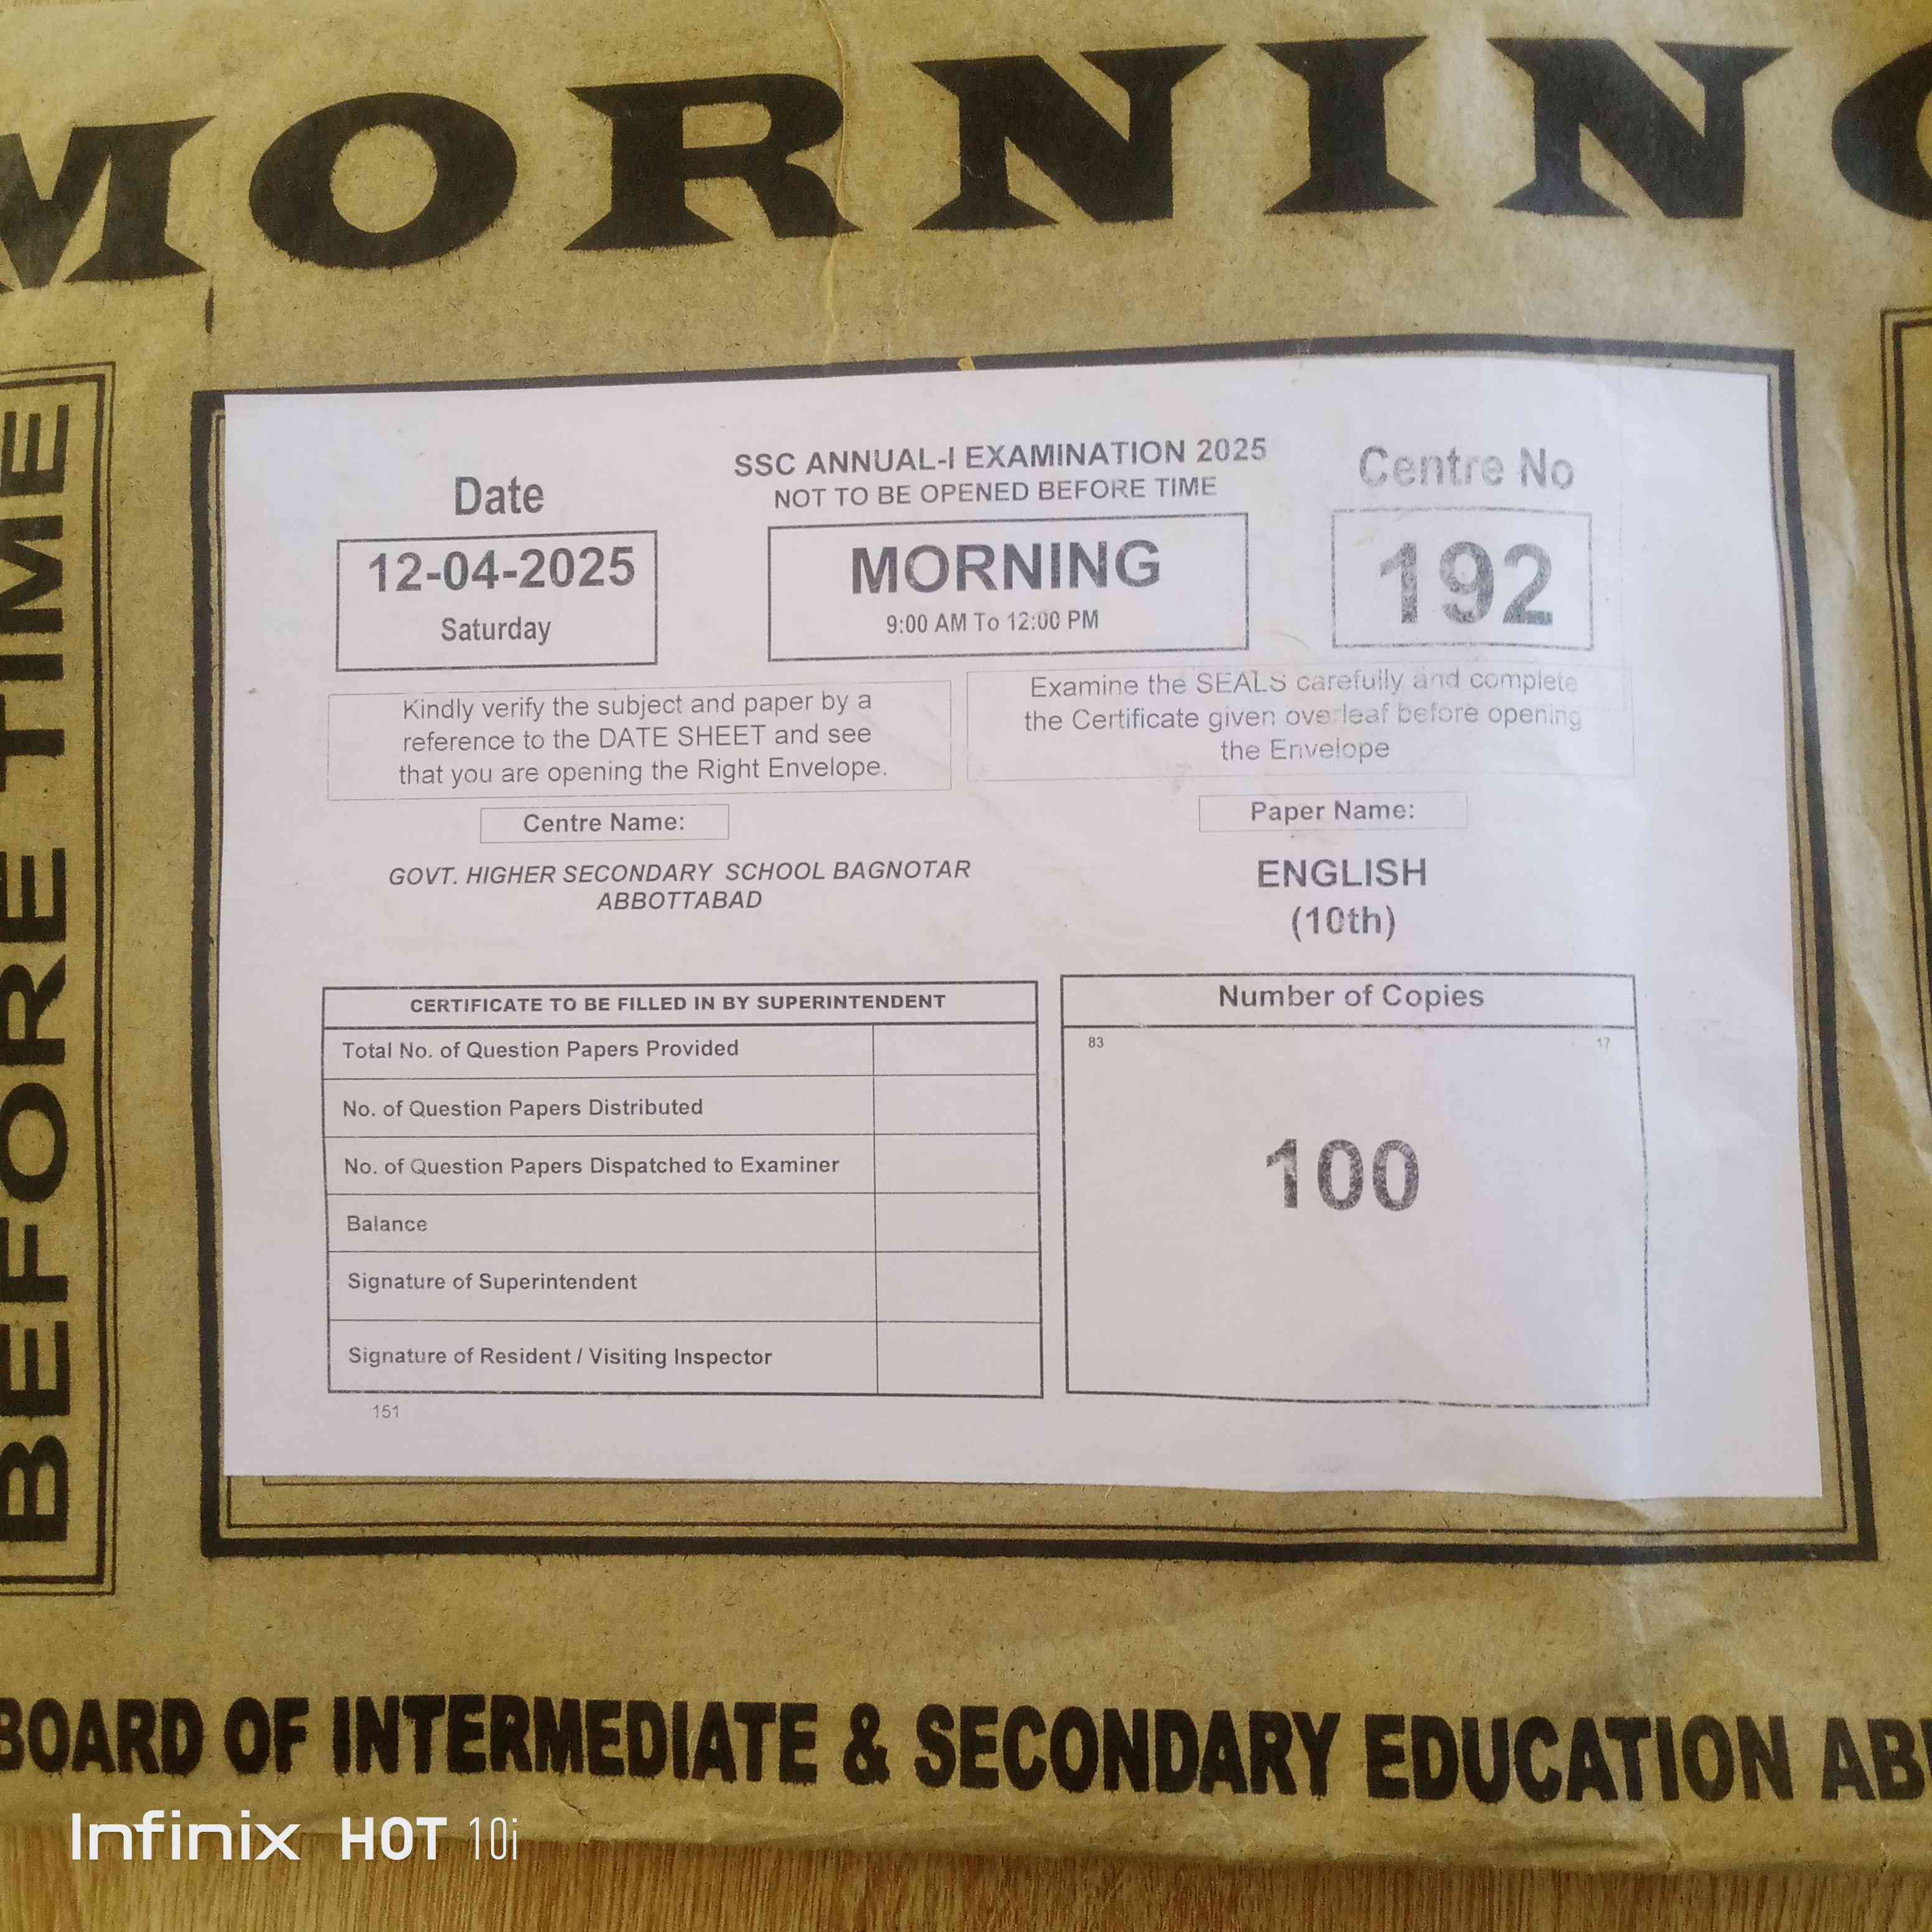 MORNING
BEFORE TIME
Date
12-04-2025
Saturday
SSC ANNUAL-I EXAMINATION 2025
NOT TO BE OPENED BEFORE TIME
MORNING
9:00 AM To 12:00 PM
Centre No
192
Kindly verify the subject and paper by a
reference to the DATE SHEET and see
that you are opening the Right Envelope.
Examine the SEALS carefully and complete
the Certificate given overleaf before opening
the Envelope
Centre Name:
GOVT. HIGHER SECONDARY SCHOOL BAGNOTAR
ABBOTTABAD
Paper Name:
ENGLISH
(10th)
CERTIFICATE TO BE FILLED IN BY SUPERINTENDENT
Total No. of Question Papers Provided
No. of Question Papers Distributed
No. of Question Papers Dispatched to Examiner
Balance
Signature of Superintendent
Signature of Resident / Visiting Inspector
151
Number of Copies
83 17
100
BOARD OF INTERMEDIATE & SECONDARY EDUCATION
Infinix HOT 10i